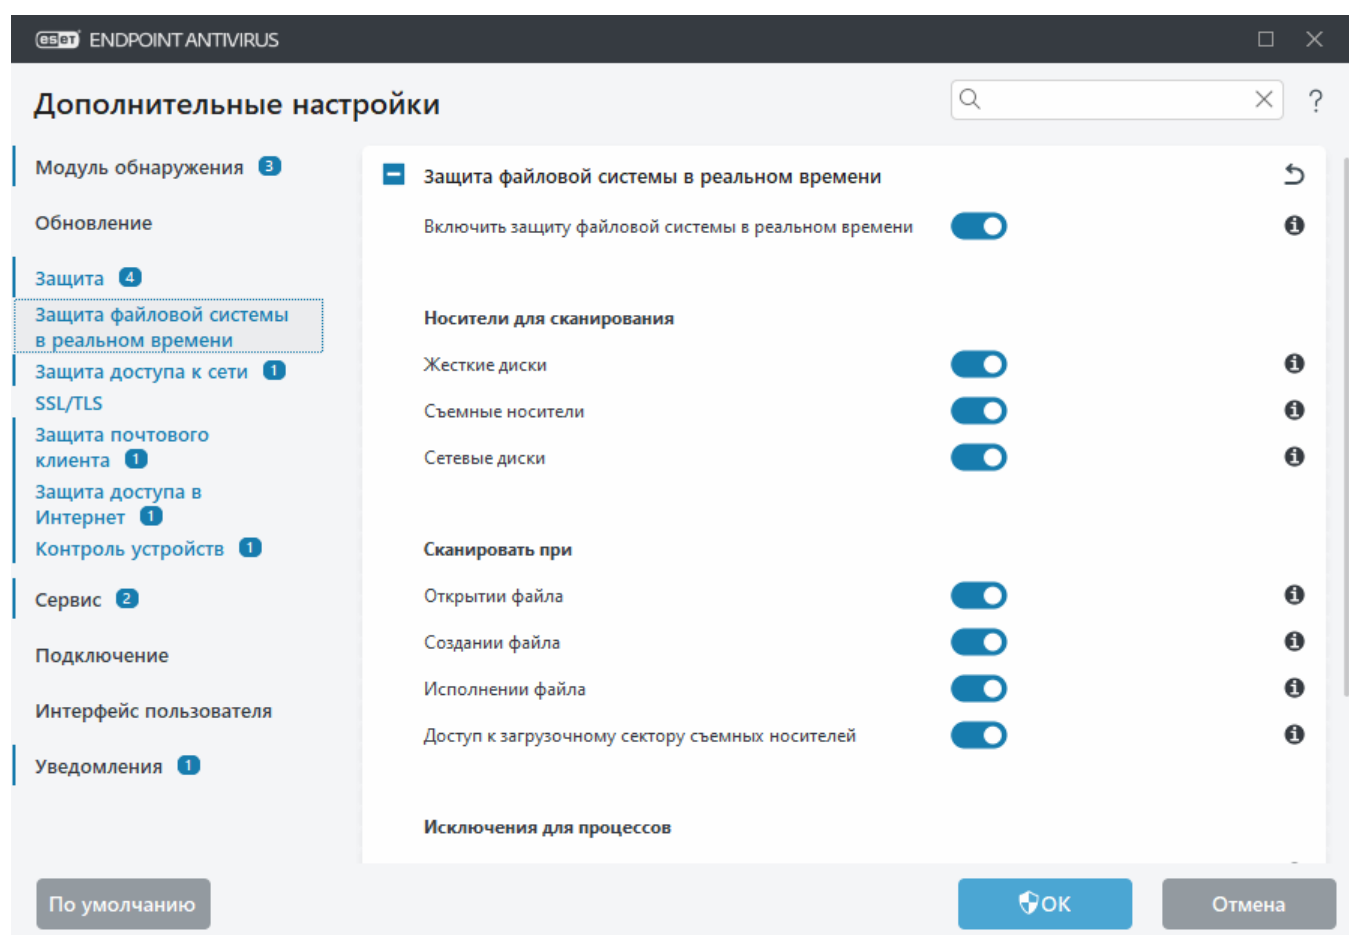 eset ENDPOINT ANTIVIRUS
Дополнительные настройки
?
Модуль обнаружения 3
Обновление
Защита 4
Защита файловой системы
в реальном времени
Защита доступа к сети 1
SSL/TLS
Защита почтового
клиента 1
Защита доступа в
Интернет 1
Контроль устройств 1
Сервис 2
Подключение
Интерфейс пользователя
Уведомления 1
Защита файловой системы в реальном времени
Включить защиту файловой системы в реальном времени
Носители для сканирования
Жесткие диски
Съемные носители
Сетевые диски
Сканировать при
Открытии файла
Создании файла
Исполнении файла
Доступ к загрузочному сектору съемных носителей
Исключения для процессов
По умолчанию
ОК
Отмена